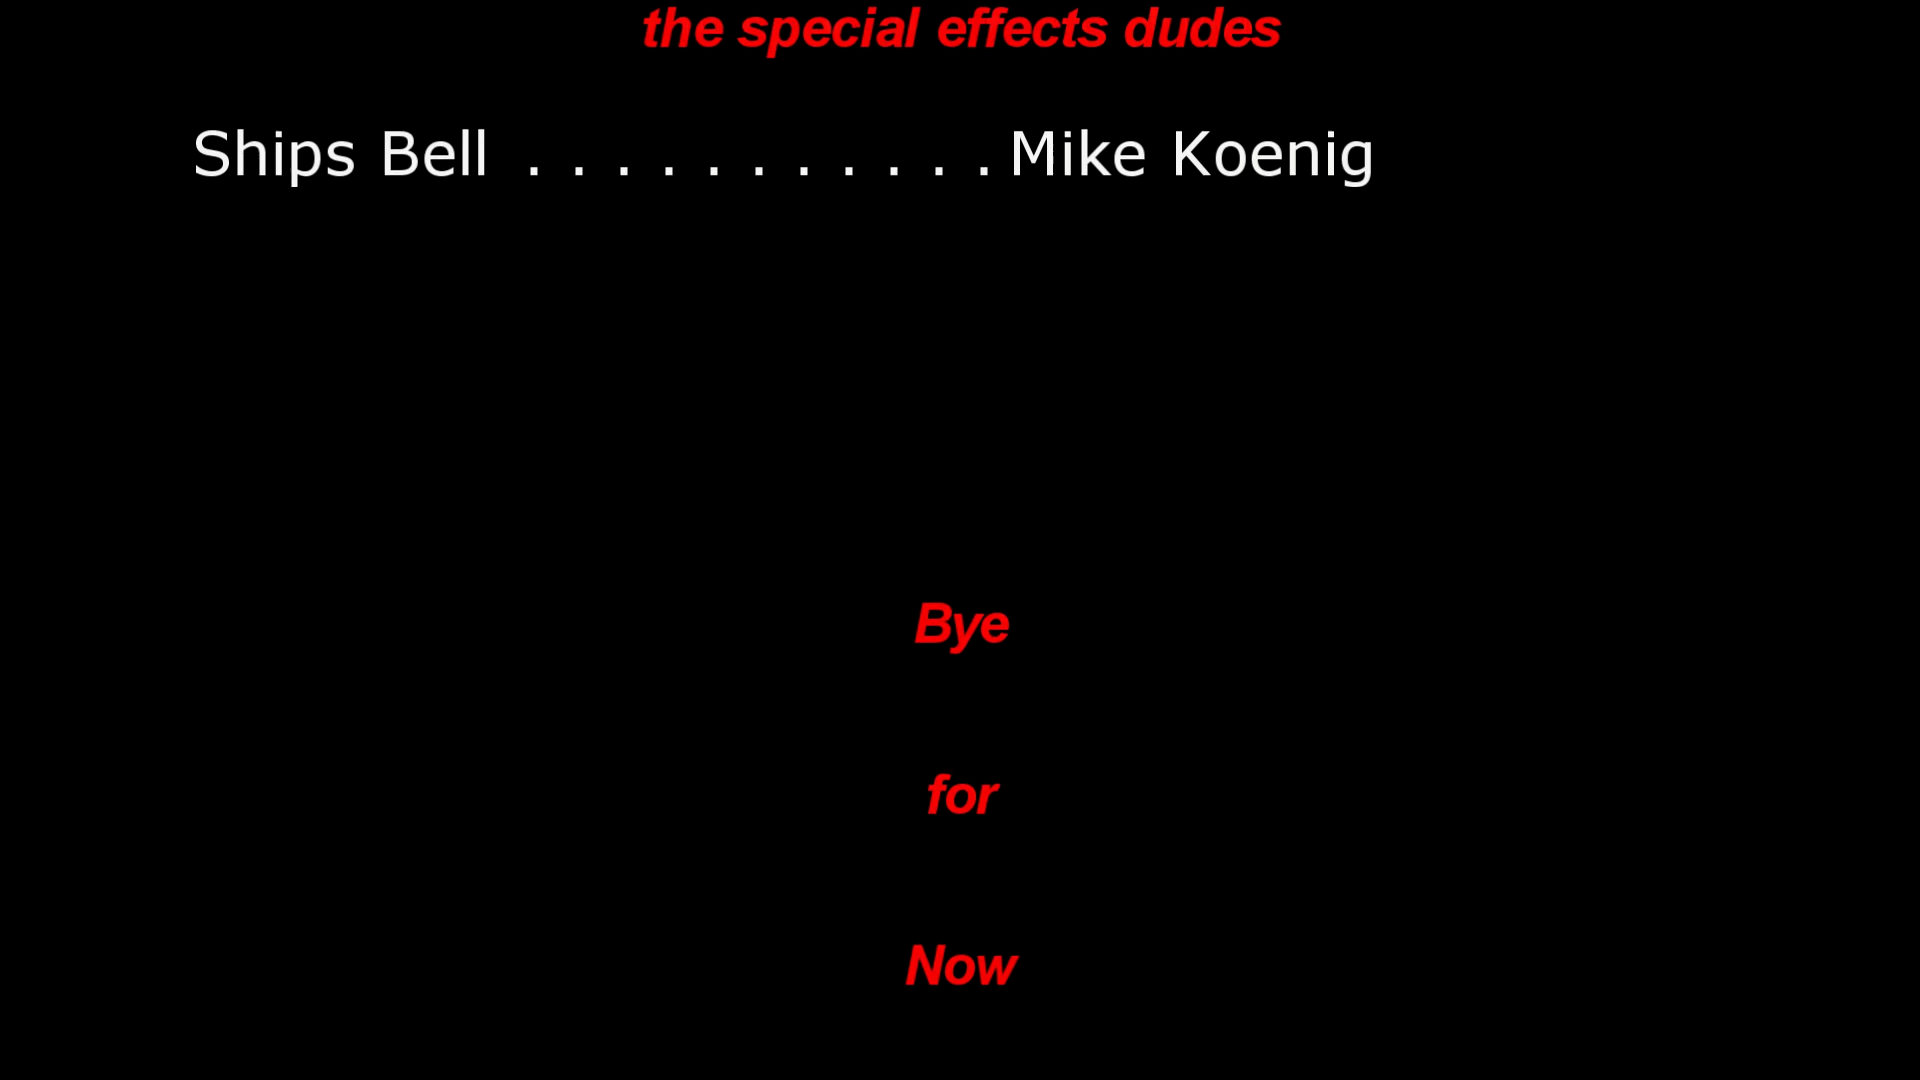 the special effects dudes
Ships Bell . . . . . . . . . . . Mike Koenig
Bye
for
Now